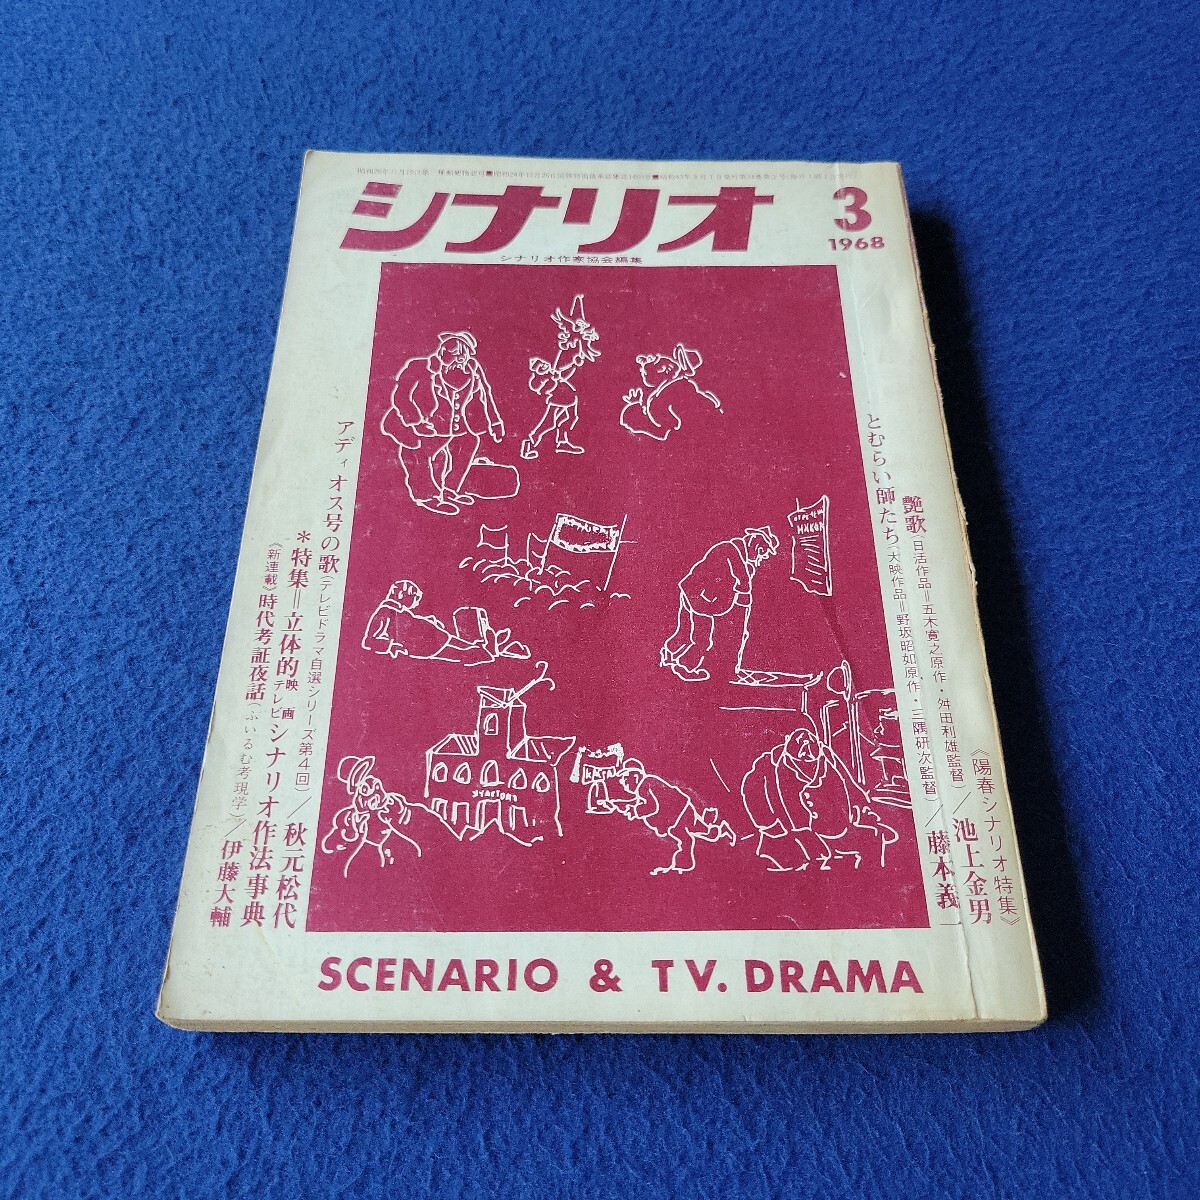 シナリオ
3
1968
シナリオ作家協会編集
《陽春シナリオ特集》
艶歌(日活作品=五木寛之原作・舛田利雄監督)/池上金男
とむらい師たち(大映作品=野坂昭如原作・三隅研次監督)/藤本義一
アディオス号の歌(テレビドラマ自選シリーズ第4回)/秋元松代
*特集=立体的映画テレビシナリオ作法事典
《新連載》時代考証夜話(ふいるむ考現学)/伊藤大輔
SCENARIO & TV. DRAMA